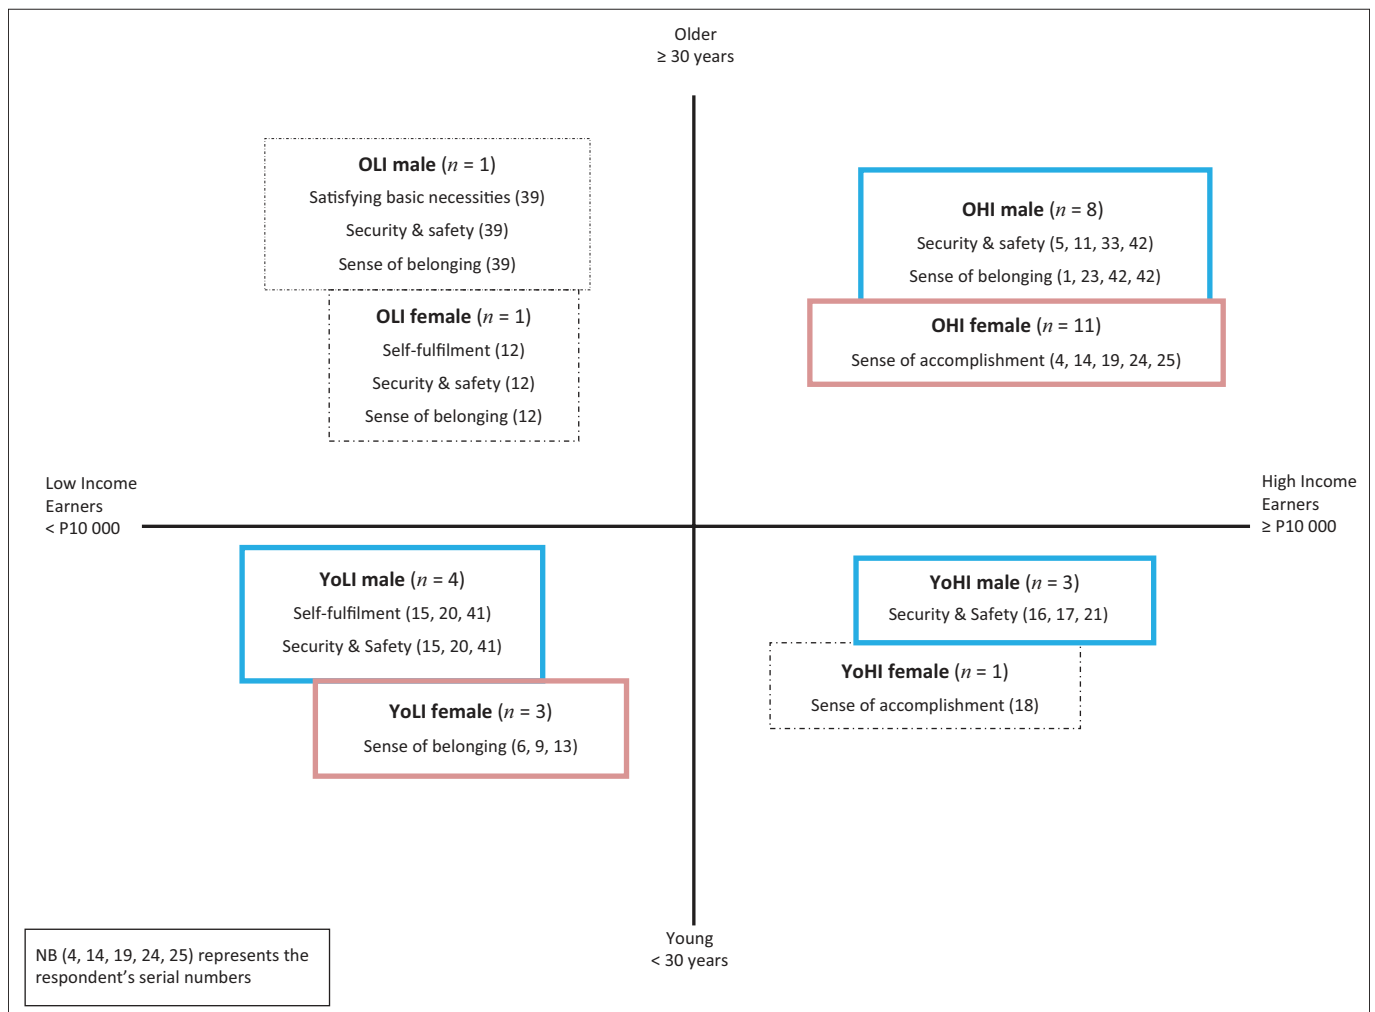 Older
≥ 30 years
OLI male (n = 1)
Satisfying basic necessities (39)
Security & safety (39)
Sense of belonging (39)
OLI female (n = 1)
Self-fulfilment (12)
Security & safety (12)
Sense of belonging (12)
OHI male (n = 8)
Security & safety (5, 11, 33, 42)
Sense of belonging (1, 23, 42, 42)
OHI female (n = 11)
Sense of accomplishment (4, 14, 19, 24, 25)
Low Income
Earners
< P10 000
High Income
Earners
≥ P10 000
YoLI male (n = 4)
Self-fulfilment (15, 20, 41)
Security & Safety (15, 20, 41)
YoLI female (n = 3)
Sense of belonging (6, 9, 13)
YoHI male (n = 3)
Security & Safety (16, 17, 21)
YoHI female (n = 1)
Sense of accomplishment (18)
NB (4, 14, 19, 24, 25) represents the
respondent's serial numbers
Young
< 30 years